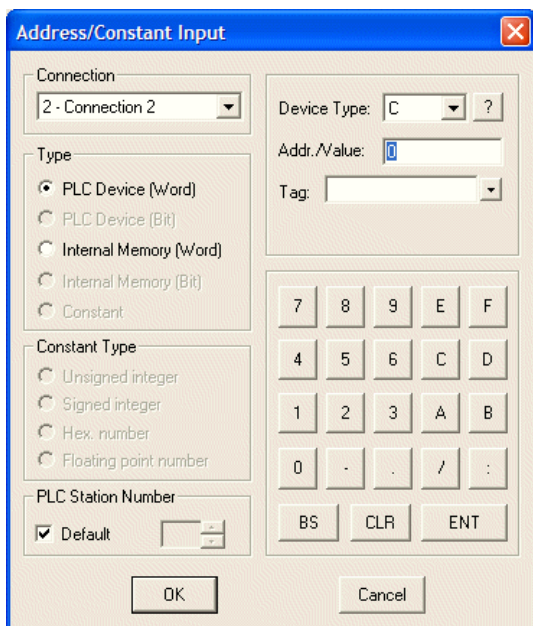 Address/Constant Input
Connection
2 - Connection 2
Type
PLC Device (Word)
PLC Device (Bit)
Internal Memory (Word)
Internal Memory (Bit)
Constant
Constant Type
Unsigned integer
Signed integer
Hex. number
Floating point number
PLC Station Number
Default
Device Type: C ?
Addr./Value: 0
Tag:
7 8 9 E F
4 5 6 C D
1 2 3 A B
0 - . / :
BS CLR ENT
OK Cancel